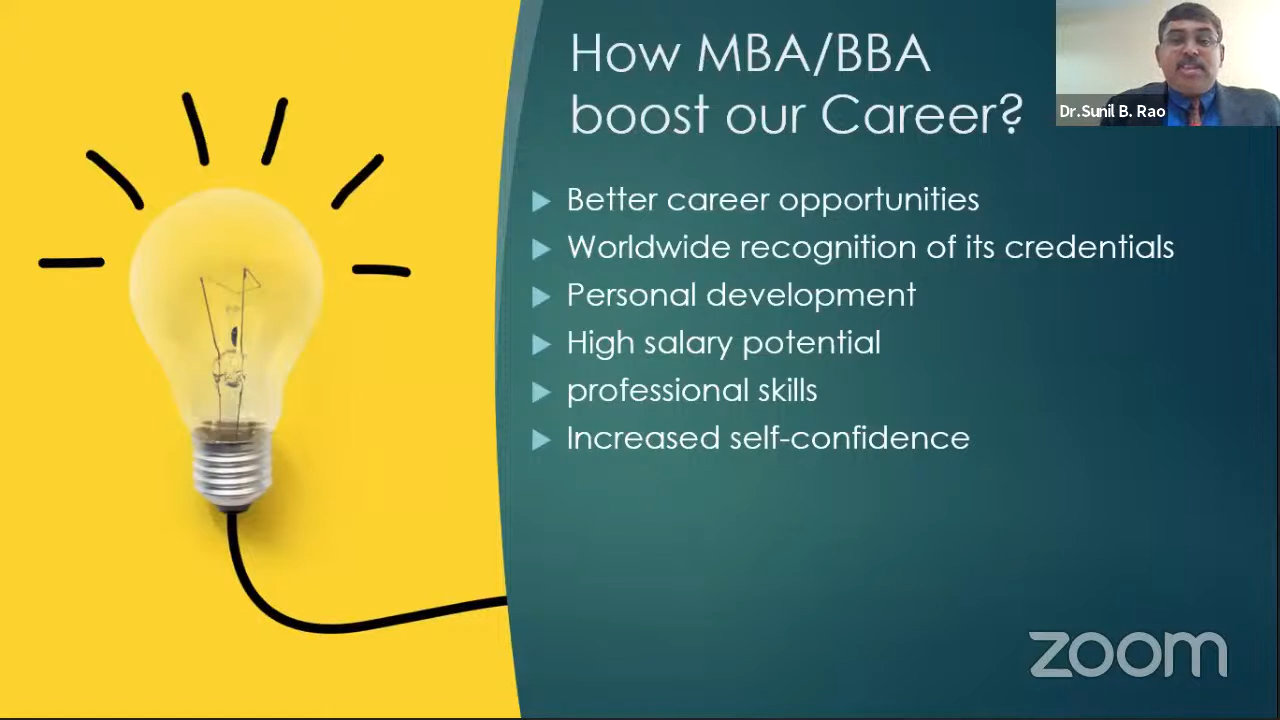 How MBA/BBA
boost our Career?
Dr.Sunil B. Rao
Better career opportunities
Worldwide recognition of its credentials
Personal development
High salary potential
professional skills
Increased self-confidence
zoom